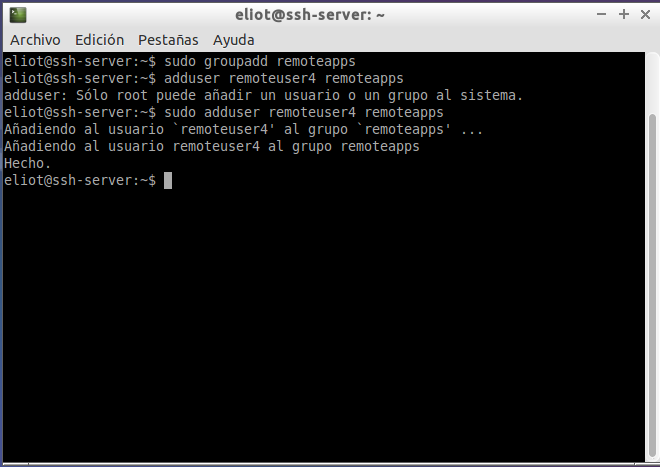 eliot@ssh-server: ~
Archivo Edición Pestañas Ayuda
eliot@ssh-server:~$ sudo groupadd remoteapps
eliot@ssh-server:~$ adduser remoteuser4 remoteapps
adduser: Sólo root puede añadir un usuario o un grupo al sistema.
eliot@ssh-server:~$ sudo adduser remoteuser4 remoteapps
Añadiendo al usuario `remoteuser4' al grupo `remoteapps' ...
Añadiendo al usuario remoteuser4 al grupo remoteapps
Hecho.
eliot@ssh-server:~$